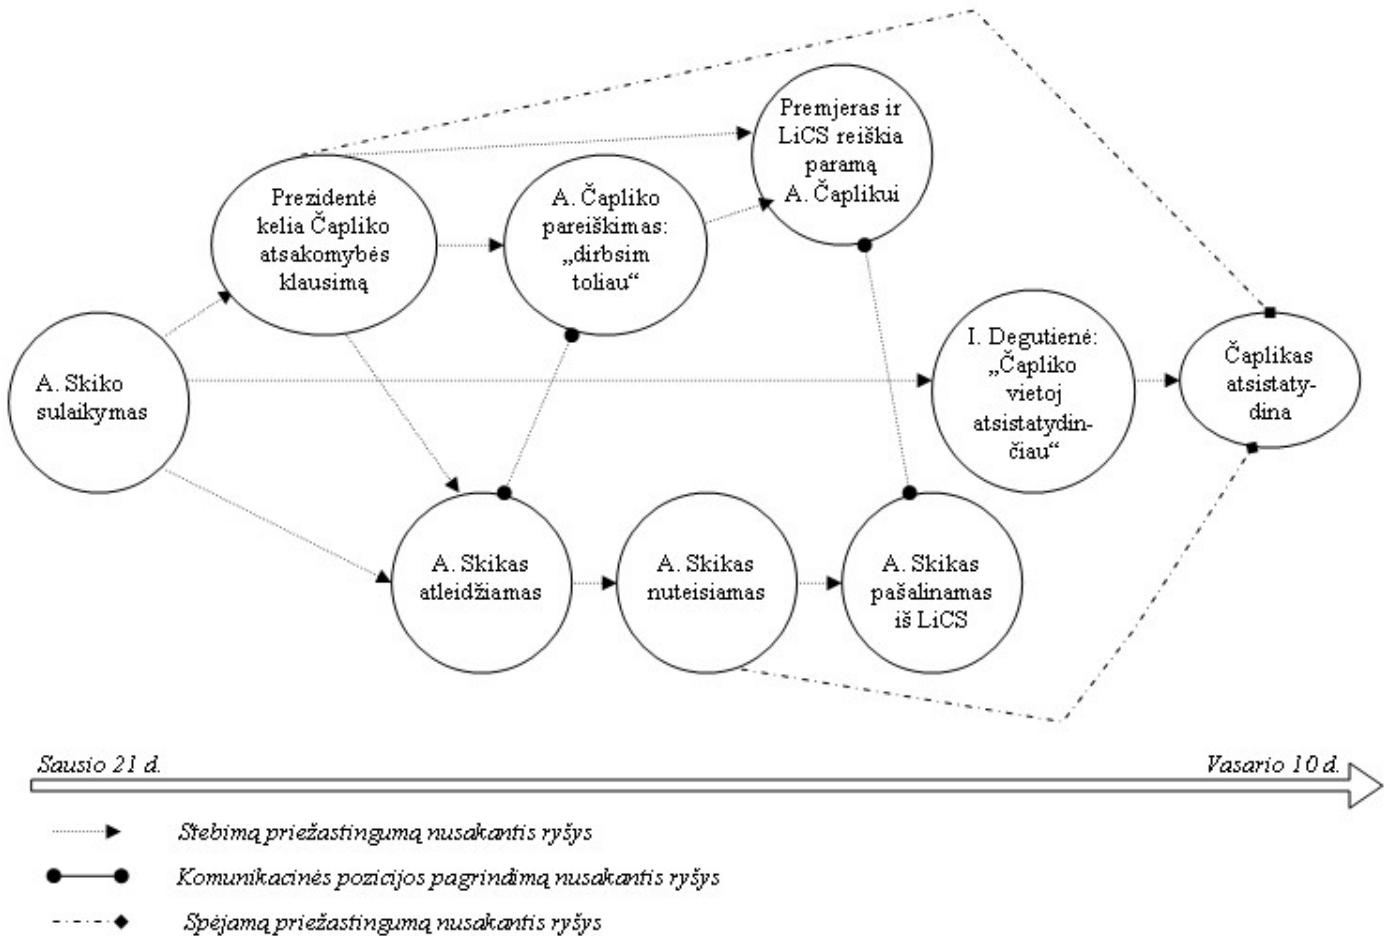 Premjeras ir
LiCS reiškia
paramą
A. Čaplikui
Prezidentė
kelia Čapliko
atsakomybės
klausimą
A. Čapliko
pareiškimas:
„dirbsim
toliau“
A. Skiko
sulaikymas
I. Degutienė:
„Čapliko
vietoj
atsistatydin-
čiau“
Čaplikas
atsistaty-
dina
A. Skikas
atleidžiamas
A. Skikas
nuteisiamas
A. Skikas
pašalinamas
iš LiCS
Sausio 21 d.
Vasario 10 d.
Stebimą priežastingumą nusakantis ryšys
Komunikacinės pozicijos pagrindimą nusakantis ryšys
Spėjamą priežastingumą nusakantis ryšys